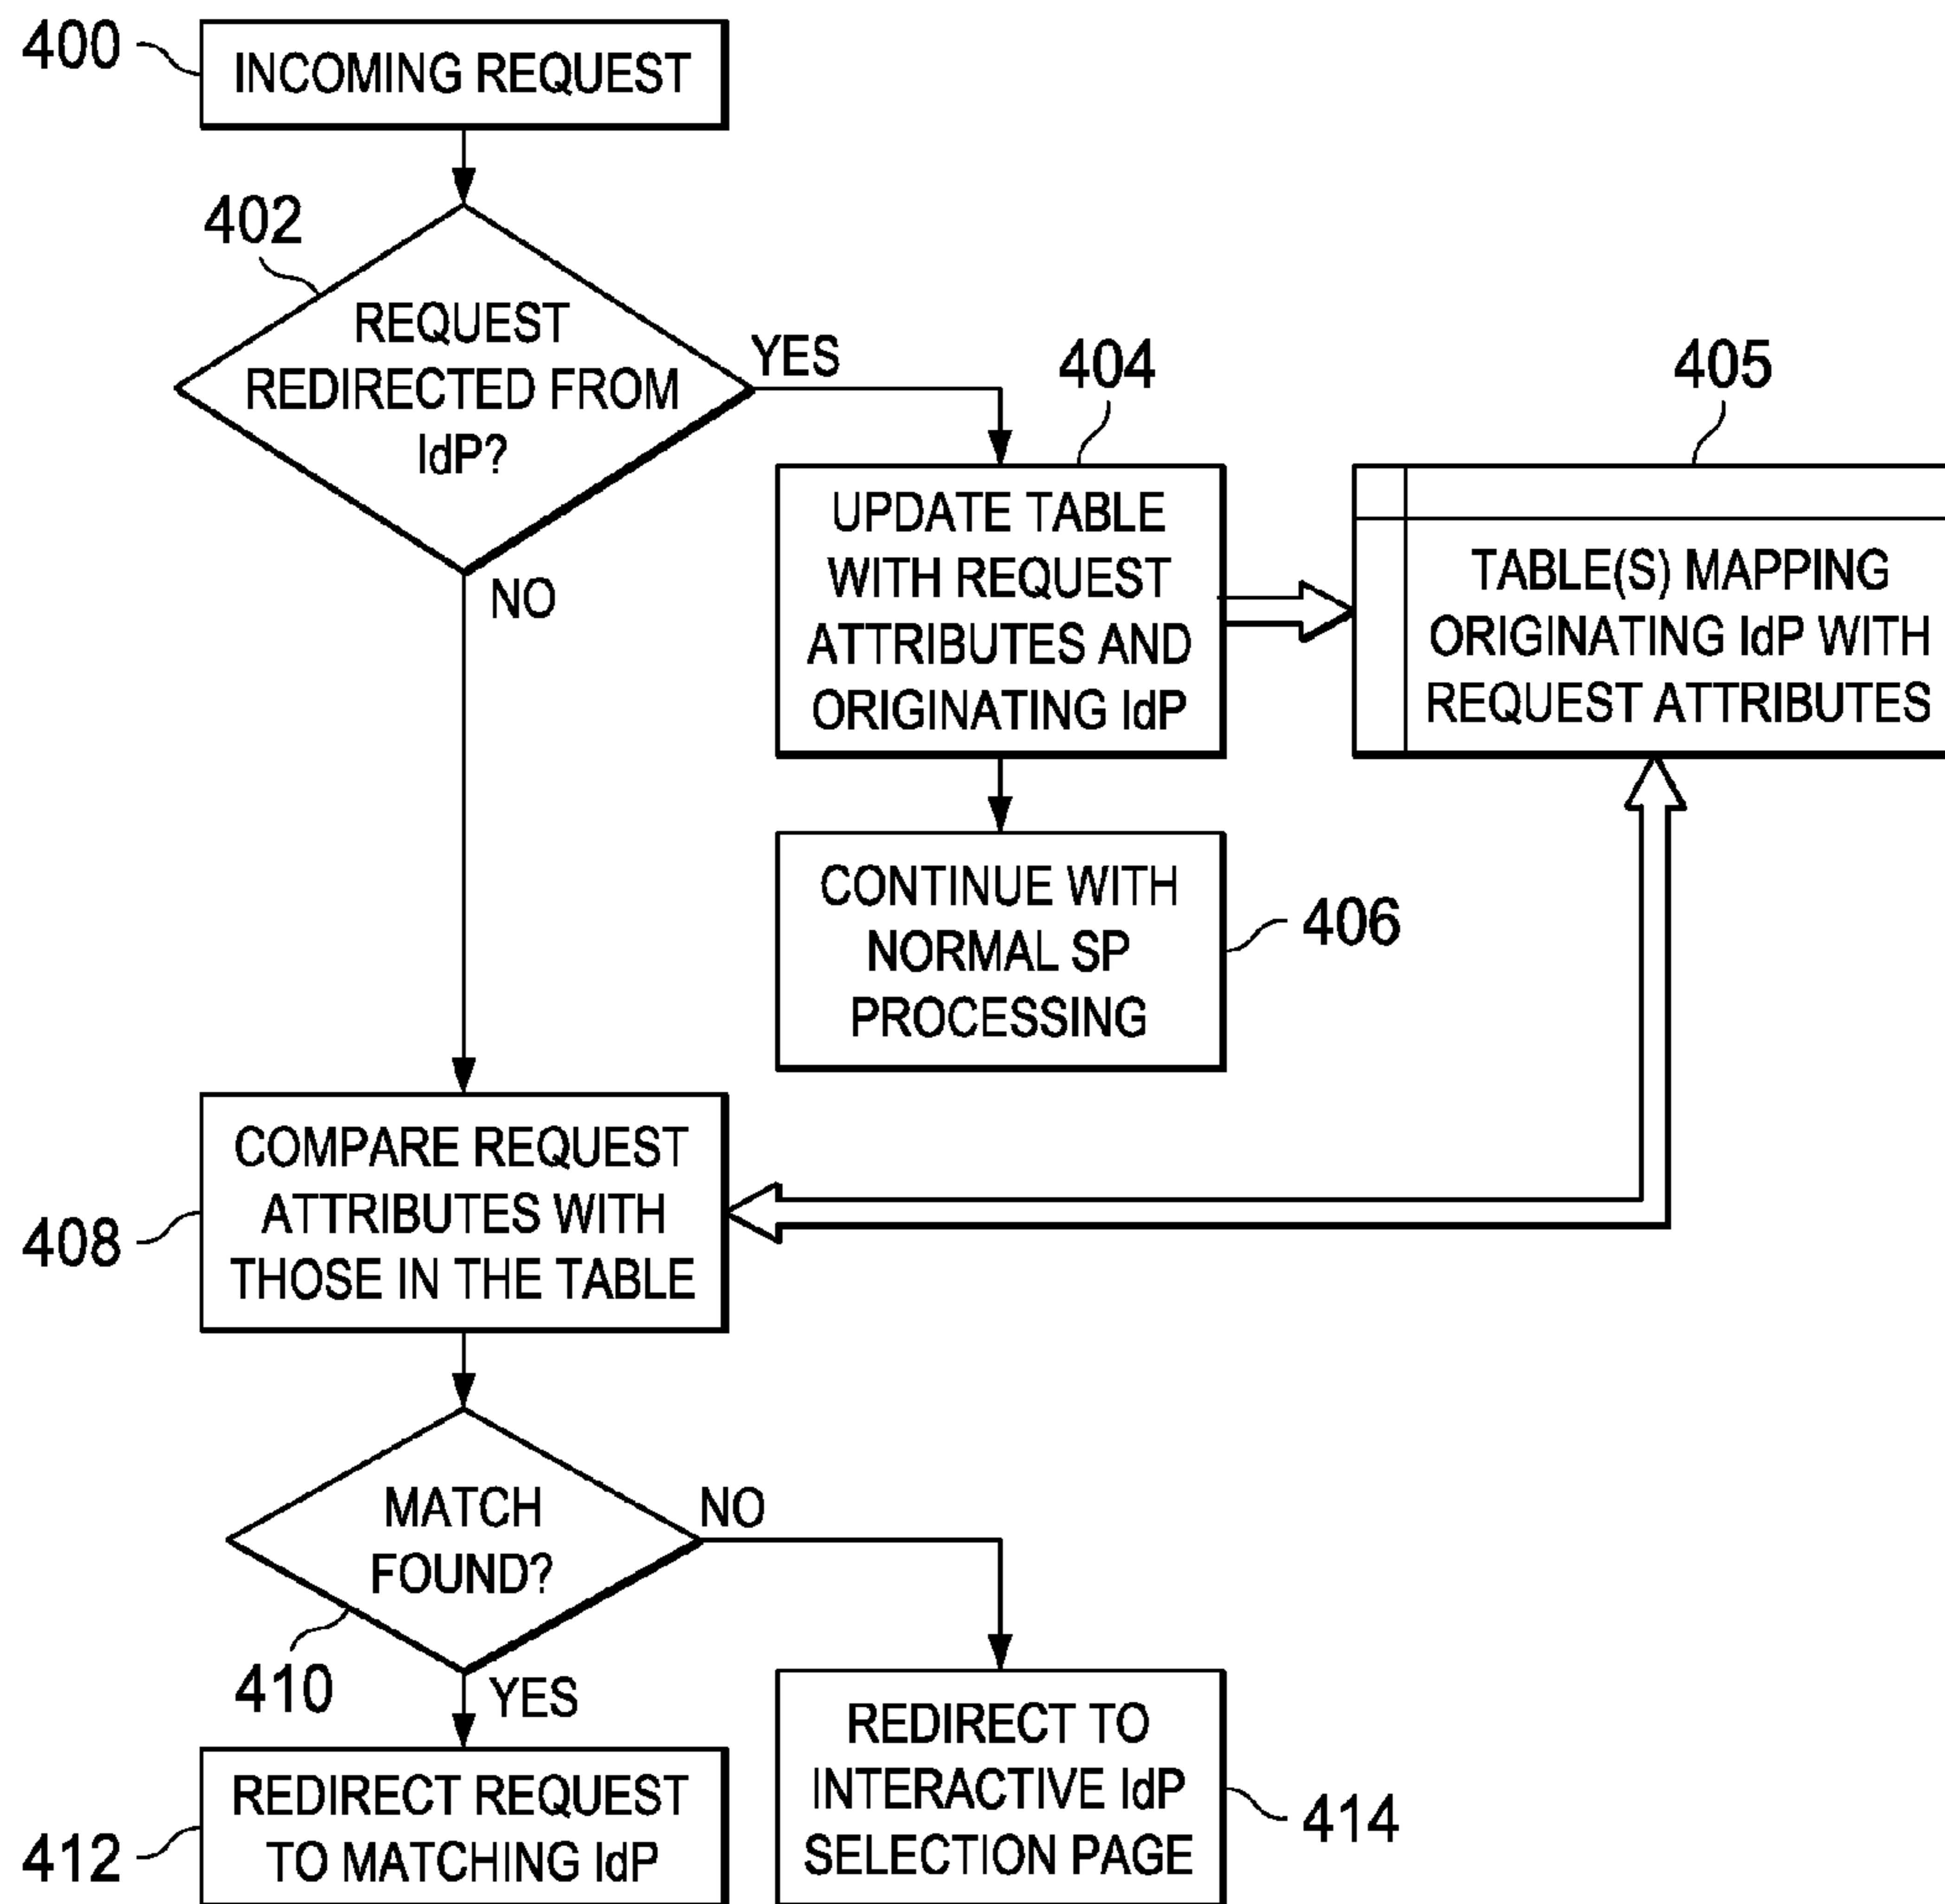 400
INCOMING REQUEST
402
REQUEST
REDIRECTED FROM
IdP?
YES
NO
404
UPDATE TABLE
WITH REQUEST
ATTRIBUTES AND
ORIGINATING IdP
405
TABLE(S) MAPPING
ORIGINATING IdP WITH
REQUEST ATTRIBUTES
CONTINUE WITH
NORMAL SP
PROCESSING
406
COMPARE REQUEST
ATTRIBUTES WITH
THOSE IN THE TABLE
408
MATCH
FOUND?
NO
410
YES
REDIRECT REQUEST
TO MATCHING IdP
412
REDIRECT TO
INTERACTIVE IdP
SELECTION PAGE
414